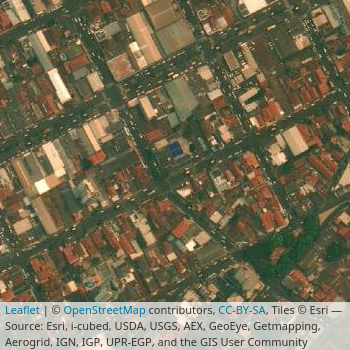 Leaflet | © OpenStreetMap contributors, CC-BY-SA, Tiles © Esri —
Source: Esri, i-cubed, USDA, USGS, AEX, GeoEye, Getmapping,
Aerogrid, IGN, IGP, UPR-EGP, and the GIS User Community